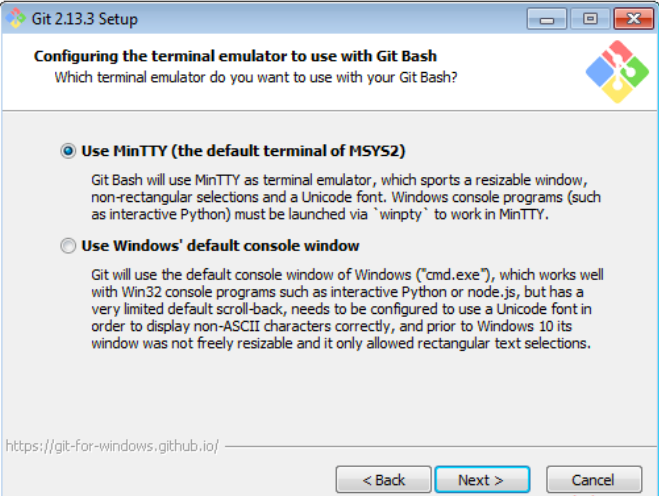 Git 2.13.3 Setup
Configuring the terminal emulator to use with Git Bash
Which terminal emulator do you want to use with your Git Bash?
Use MinTTY (the default terminal of MSYS2)
Git Bash will use MinTTY as terminal emulator, which sports a resizable window,
non-rectangular selections and a Unicode font. Windows console programs (such
as interactive Python) must be launched via `winpty` to work in MinTTY.
Use Windows' default console window
Git will use the default console window of Windows ("cmd.exe"), which works well
with Win32 console programs such as interactive Python or node.js, but has a
very limited default scroll-back, needs to be configured to use a Unicode font in
order to display non-ASCII characters correctly, and prior to Windows 10 its
window was not freely resizable and it only allowed rectangular text selections.
https://git-for-windows.github.io/
< Back Next > Cancel